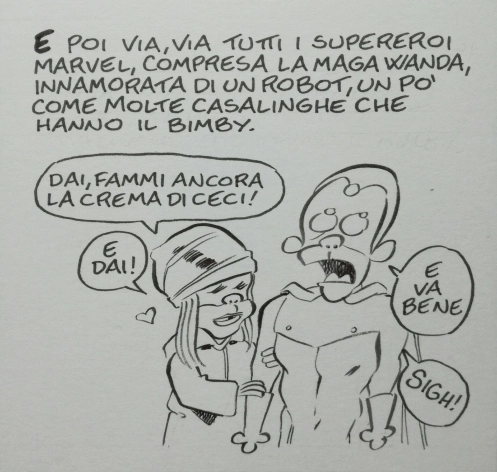 E POI VIA, VIA TUTTI I SUPEREROI
MARVEL, COMPRESA LA MAGA WANDA,
INNAMORATA DI UN ROBOT, UN PO'
COME MOLTE CASALINGHE CHE
HANNO IL BIMBY.
DAI, FAMMI ANCORA
LA CREMA DI CECI!
E
DAI!
E
VA
BENE
SIGH!